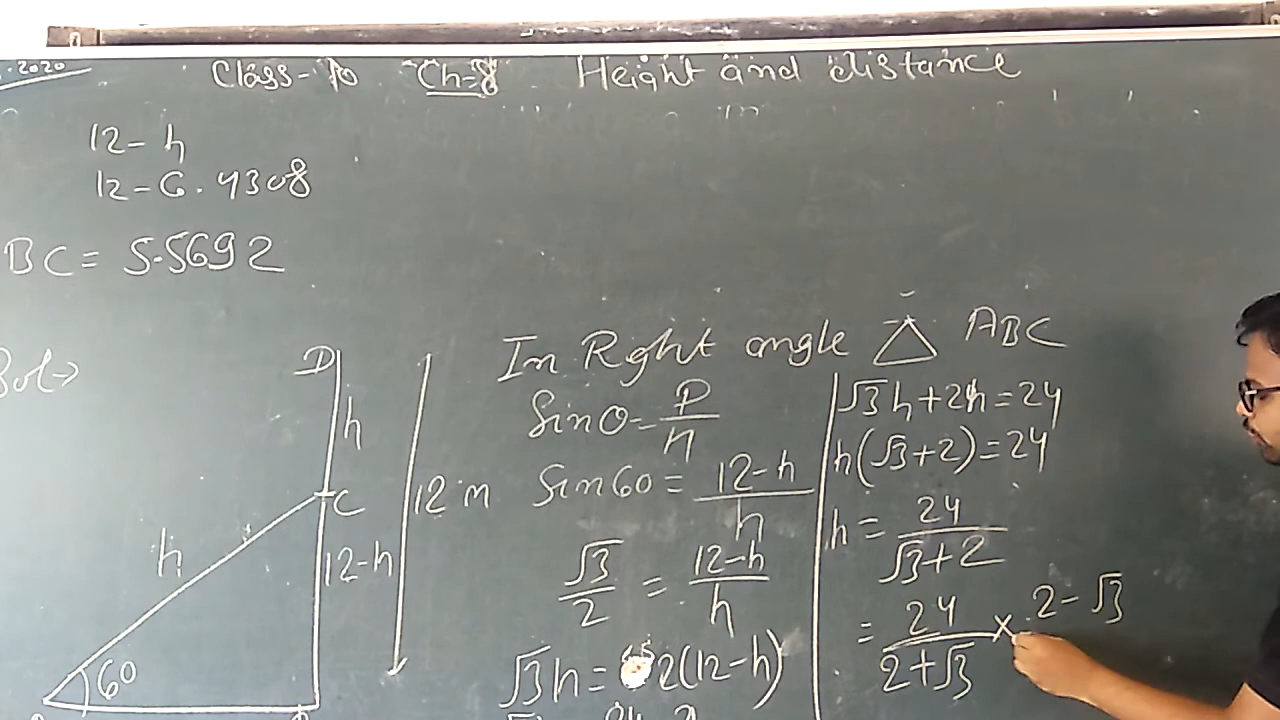 .2020
Class-10 Ch-8 Height and distance
12-h
12-6.4308
BC= 5.5692
Sol→
D
h
C
12 m
h
12-h
60
In Right angle △ ABC
Sinθ=P/h
Sin60=12-h/h
√3/2 = 12-h/h
√3h= 2(12-h)
√3h+2h=24
h(√3+2)=24
h = 24/√3+2
= 24/2+√3 × 2-√3